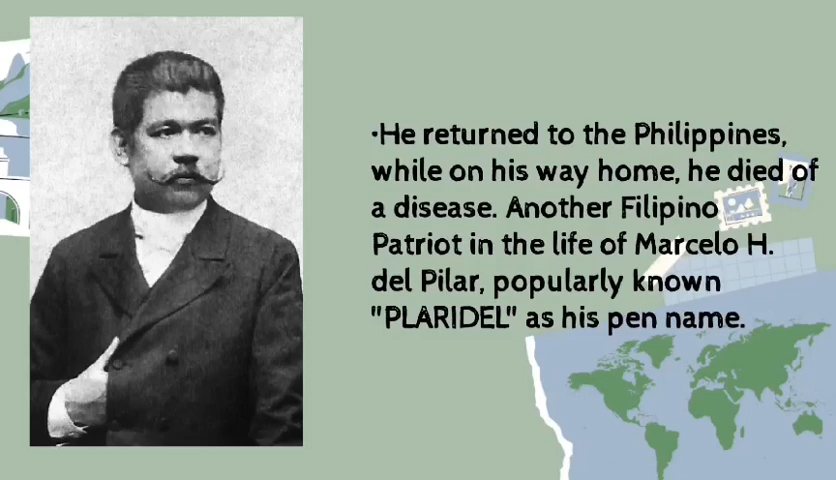 •He returned to the Philippines,
while on his way home, he died of
a disease. Another Filipino
Patriot in the life of Marcelo H.
del Pilar, popularly known
"PLARIDEL" as his pen name.